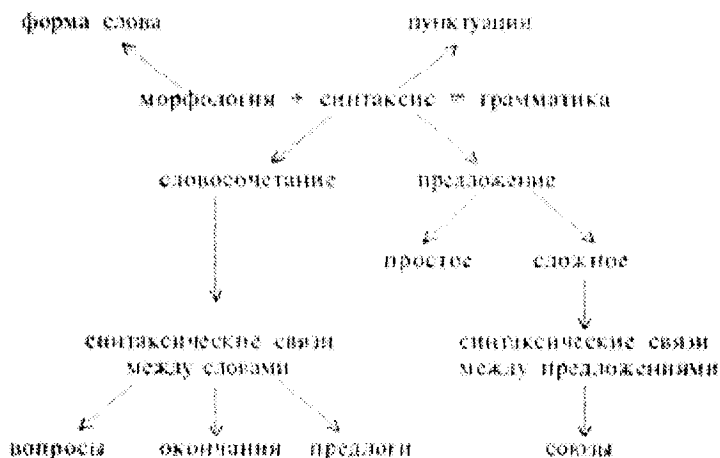 форма слова пунктуация
морфология + синтаксис = грамматика
словосочетание предложение
простое сложное
синтаксические связи между словами
синтаксические связи между предложениями
вопросы окончания предлоги союзы